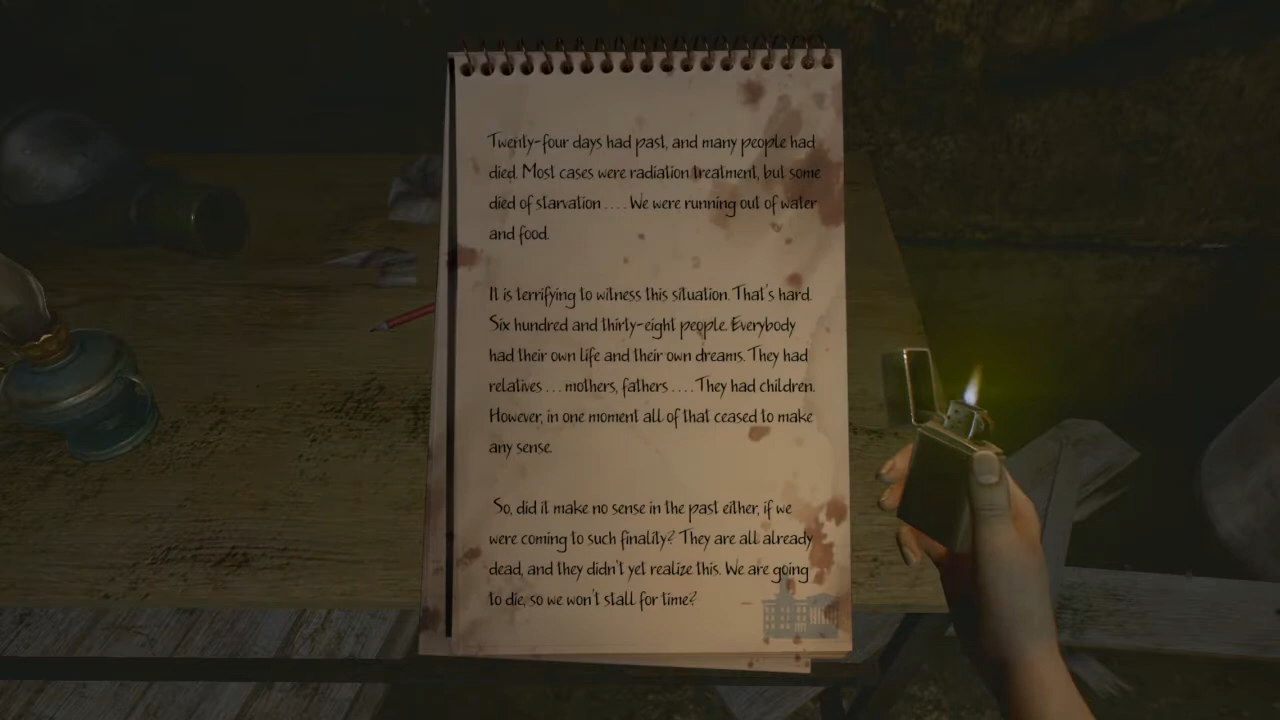 Twenty-four days had past, and many people had
died. Most cases were radiation treatment, but some
died of starvation . . . . We were running out of water
and food.
It is terrifying to witness this situation. That's hard.
Six hundred and thirty-eight people. Everybody
had their own life and their own dreams. They had
relatives . . . mothers, fathers . . . . They had children.
However, in one moment all of that ceased to make
any sense.
So, did it make no sense in the past either, if we
were coming to such finality? They are all already
dead, and they didn't yet realize this. We are going
to die, so we won't stall for time?